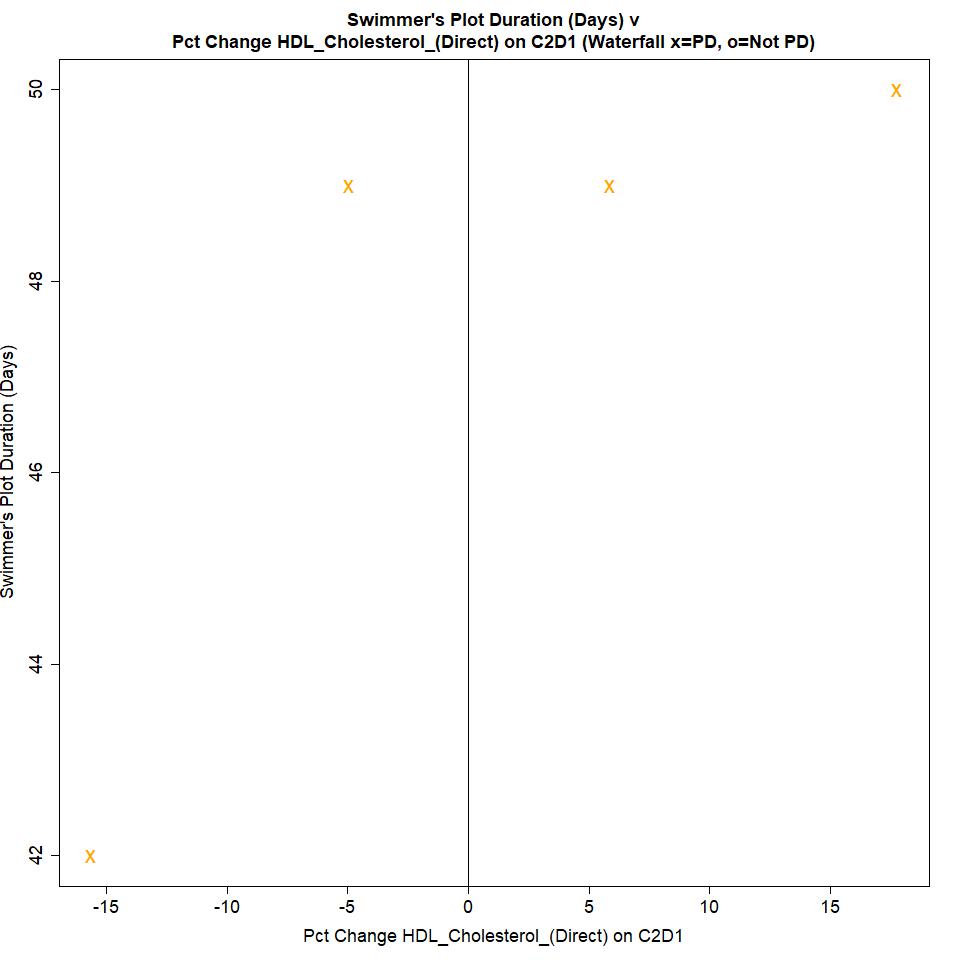 Swimmer's Plot Duration (Days) v
Pct Change HDL_Cholesterol_(Direct) on C2D1 (Waterfall x=PD, o=Not PD)
Swimmer's Plot Duration (Days)
50
48
46
44
42
X
X
X
X
-15
-10
-5
0
5
10
15
Pct Change HDL_Cholesterol_(Direct) on C2D1